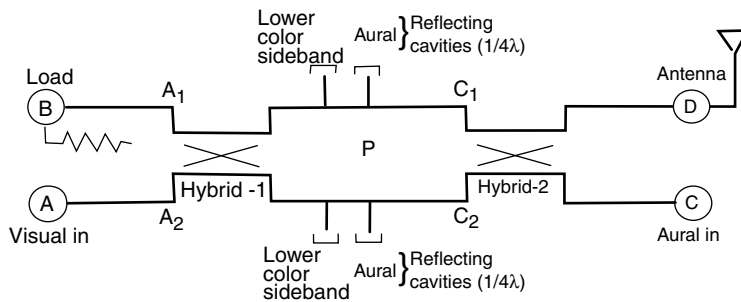 Lower
color
sideband
Aural } Reflecting
cavities (1/4λ)
Load
B
A1
C1
Antenna
D
P
A
Visual in
Hybrid -1
A2
Hybrid-2
C2
C
Aural in
Lower
color
sideband
Aural } Reflecting
cavities (1/4λ)